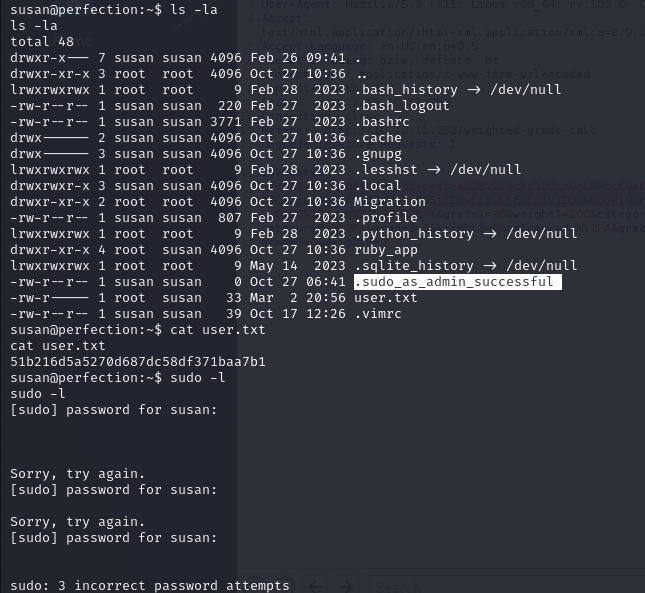 susan@perfection:~$ ls -la
ls -la
total 48
drwxr-x--- 7 susan susan 4096 Feb 26 09:41 .
drwxr-xr-x 3 root  root  4096 Oct 27 10:36 ..
lrwxrwxrwx 1 root  root     9 Feb 28  2023 .bash_history → /dev/null
-rw-r--r-- 1 susan susan  220 Feb 27  2023 .bash_logout
-rw-r--r-- 1 susan susan 3771 Feb 27  2023 .bashrc
drwx------ 2 susan susan 4096 Oct 27 10:36 .cache
drwx------ 3 susan susan 4096 Oct 27 10:36 .gnupg
lrwxrwxrwx 1 root  root     9 Feb 28  2023 .lesshst → /dev/null
drwxrwxr-x 3 susan susan 4096 Oct 27 10:36 .local
drwxr-xr-x 2 root  root  4096 Oct 27 10:36 Migration
-rw-r--r-- 1 susan susan  807 Feb 27  2023 .profile
lrwxrwxrwx 1 root  root     9 Feb 28  2023 .python_history → /dev/null
drwxr-xr-x 4 root  susan 4096 Oct 27 10:36 ruby_app
lrwxrwxrwx 1 root  root     9 May 14  2023 .sqlite_history → /dev/null
-rw-r--r-- 1 susan susan    0 Oct 27 06:41 .sudo_as_admin_successful
-rw-r----- 1 root  susan   33 Mar  2 20:56 user.txt
-rw-r--r-- 1 susan susan   39 Oct 17 12:26 .vimrc
susan@perfection:~$ cat user.txt
cat user.txt
51b216d5a5270d687dc58df371baa7b1
susan@perfection:~$ sudo -l
sudo -l
[sudo] password for susan:
Sorry, try again.
[sudo] password for susan:
Sorry, try again.
[sudo] password for susan:
sudo: 3 incorrect password attempts
Search